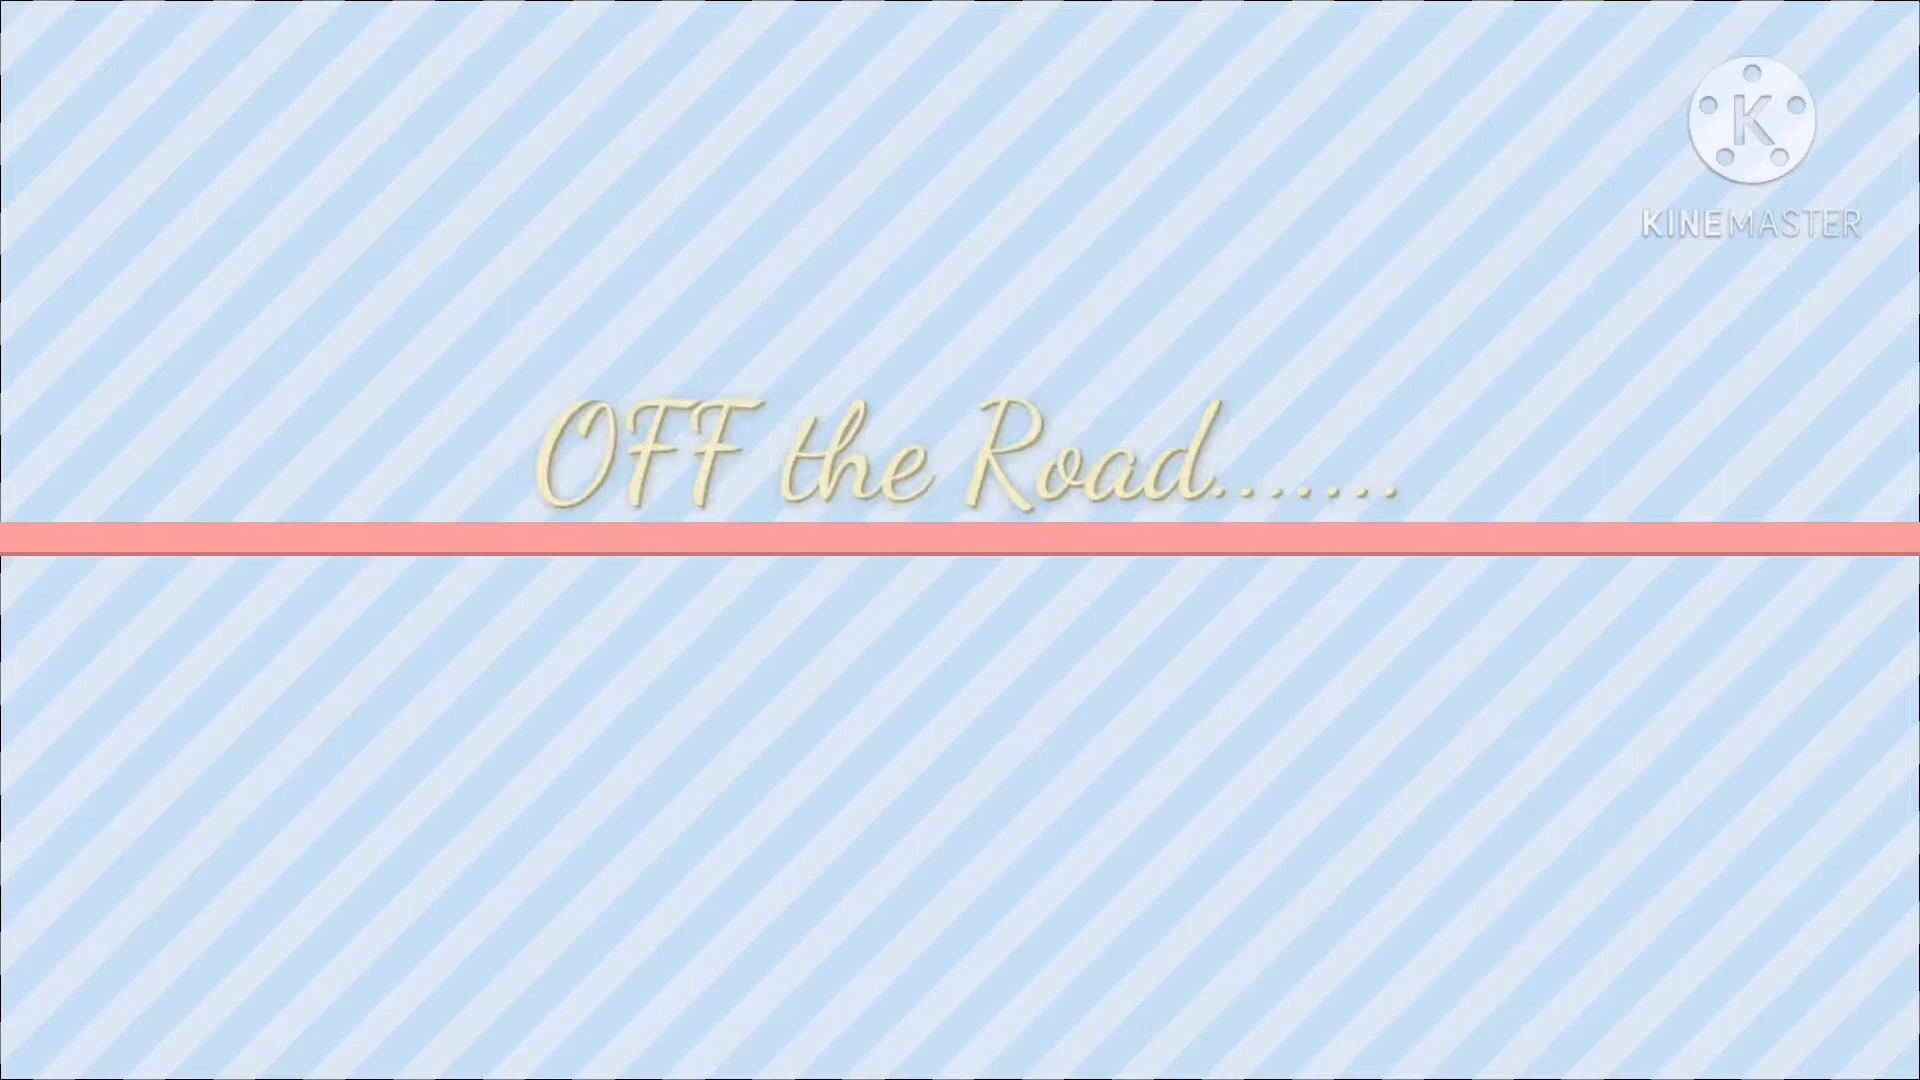 K
KINEMASTER
OFF the Road.......